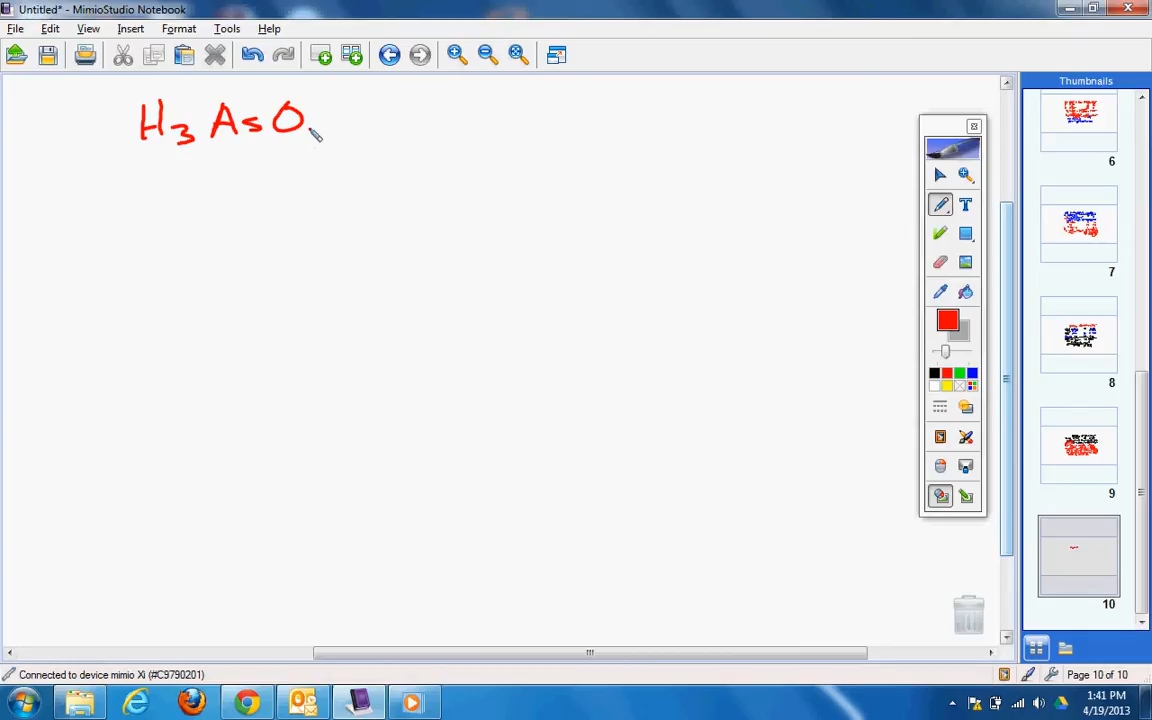 Untitled* - MimioStudio Notebook
File Edit View Insert Format Tools Help
Thumbnails
H3 As O
6
7
8
9
10
Connected to device mimio Xi (#C9790201)
Page 10 of 10
1:41 PM
4/19/2013